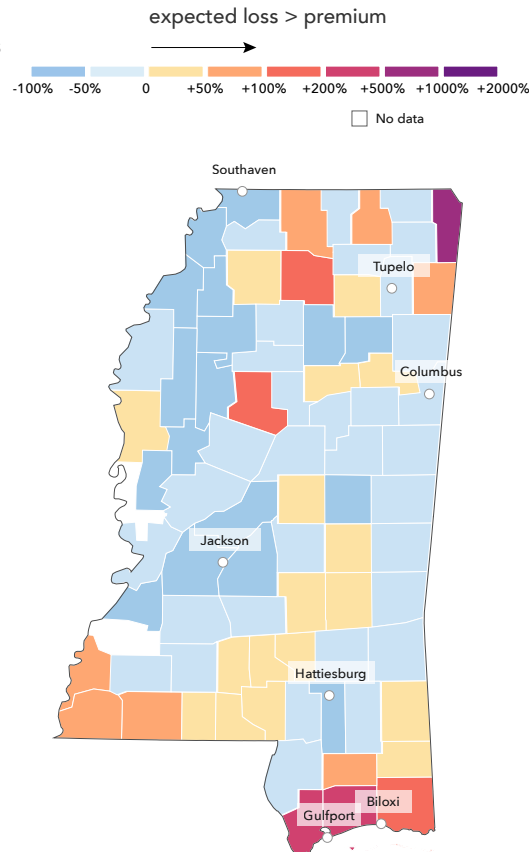 expected loss > premium
-100% -50% 0 +50% +100% +200% +500% +1000% +2000%
No data
Southaven
Tupelo
Columbus
Jackson
Hattiesburg
Biloxi
Gulfport